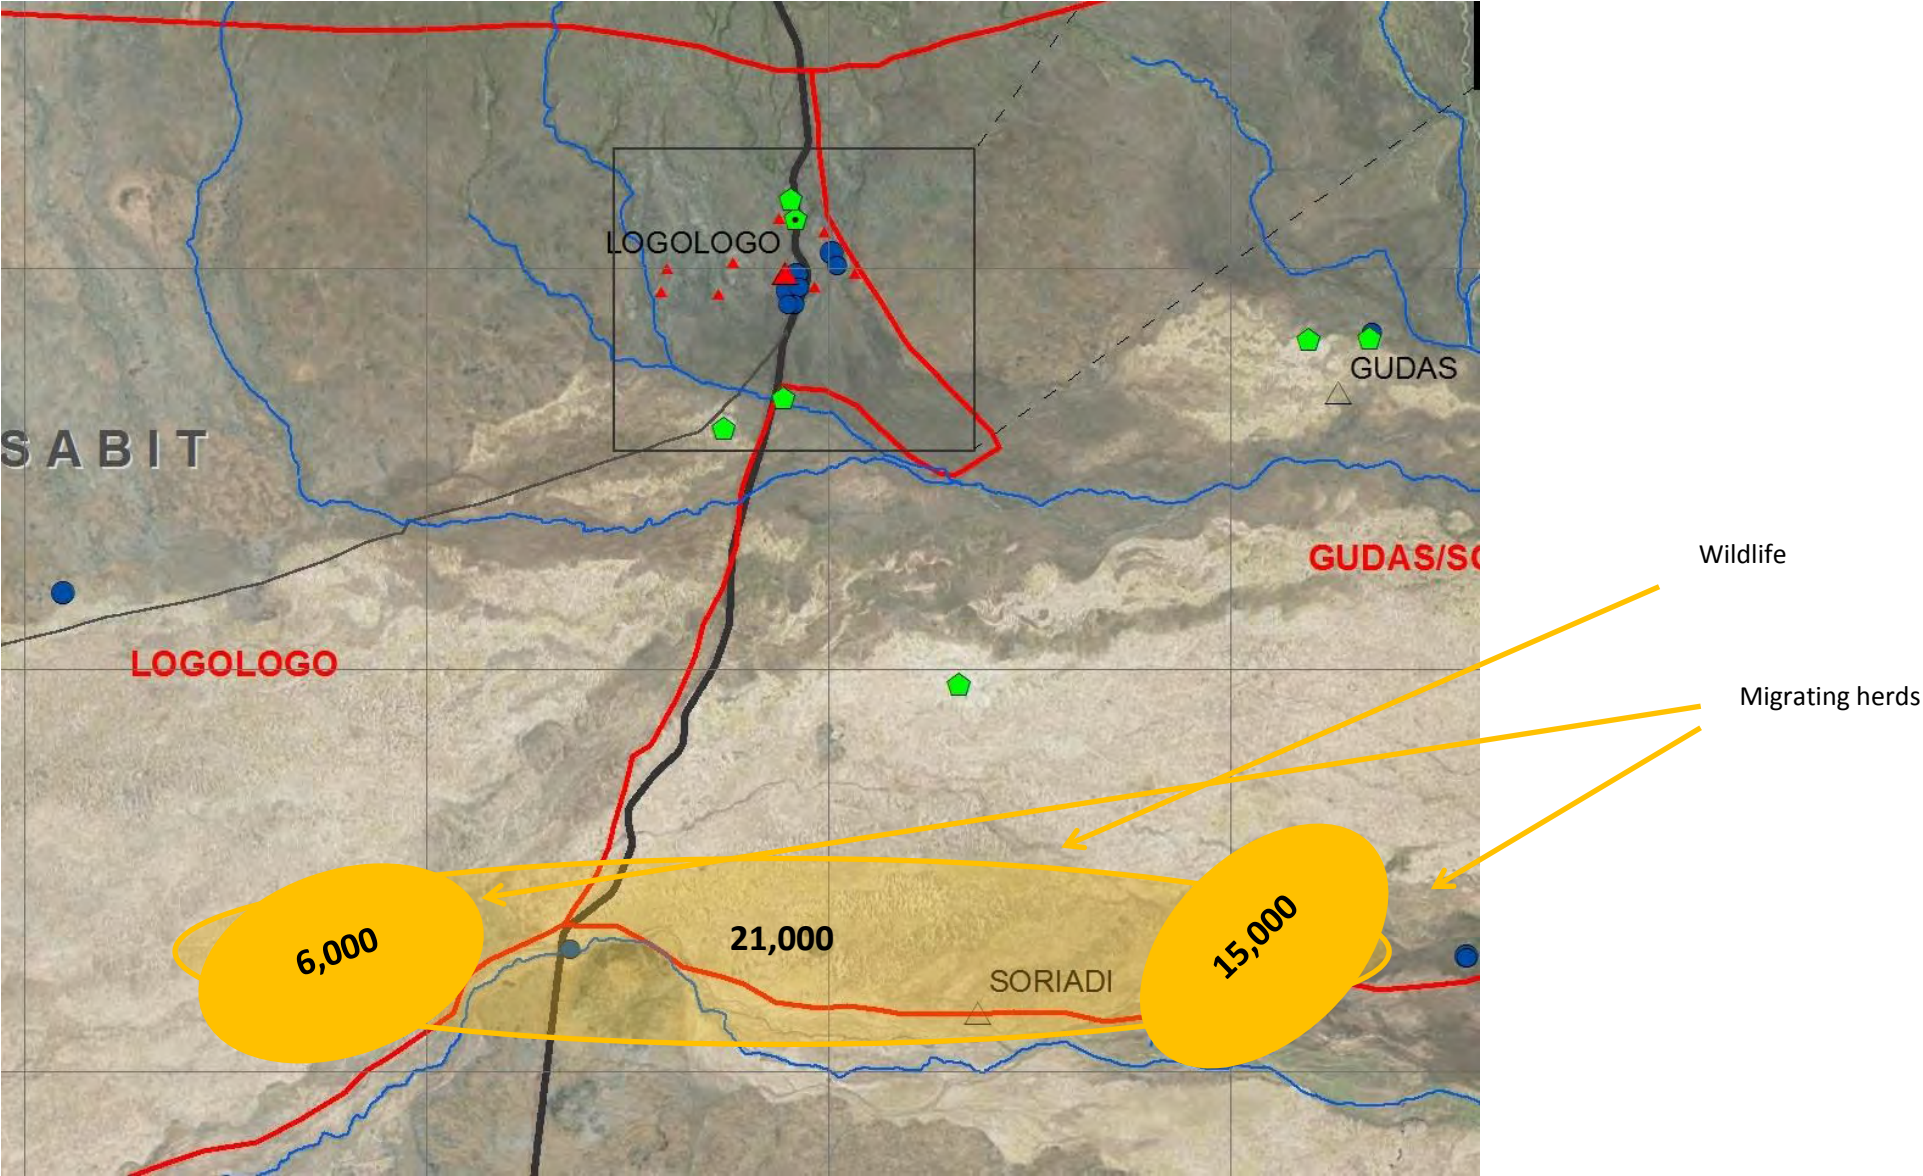 LOGOLOGO
GUDAS
SABIT
Wildlife
GUDAS/SO
LOGOLOGO
Migrating herds
6,000
21,000
15,000
SORIADI